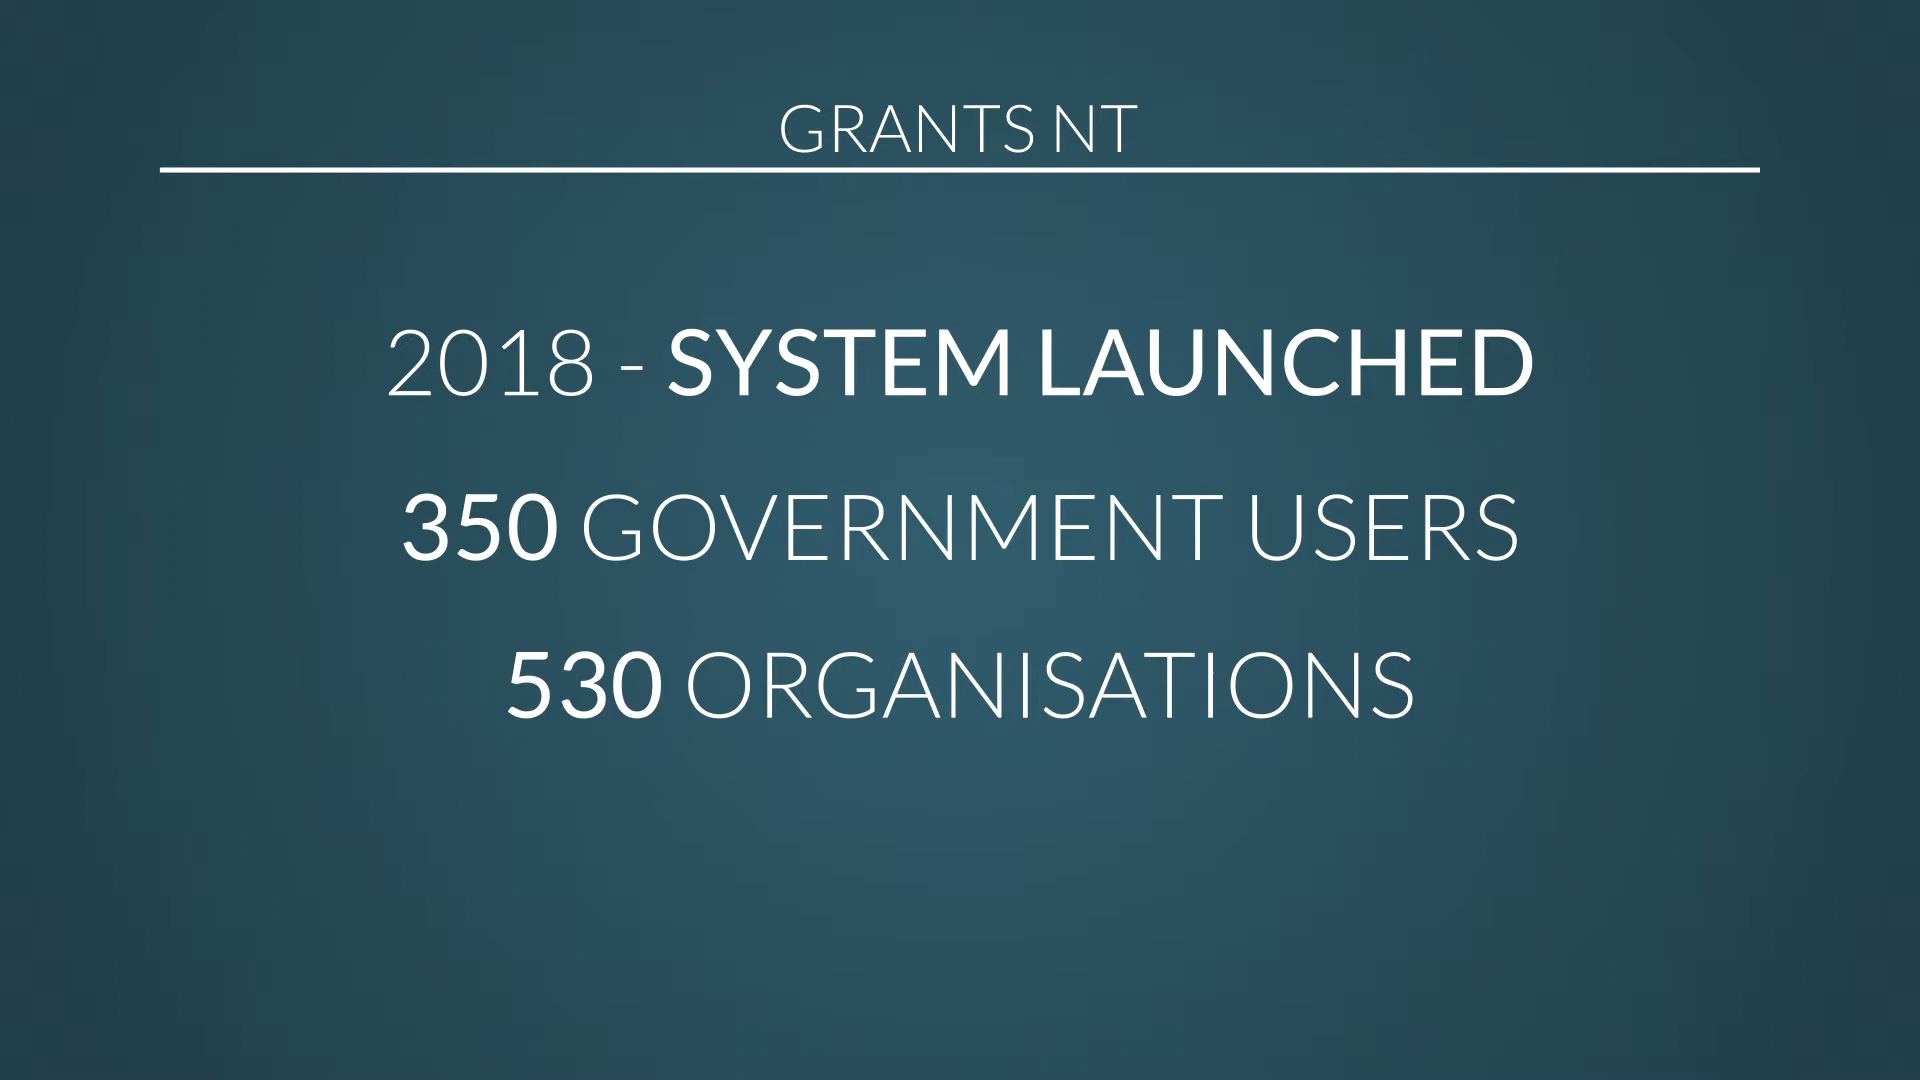 GRANTS NT
2018 - SYSTEM LAUNCHED
350 GOVERNMENT USERS
530 ORGANISATIONS